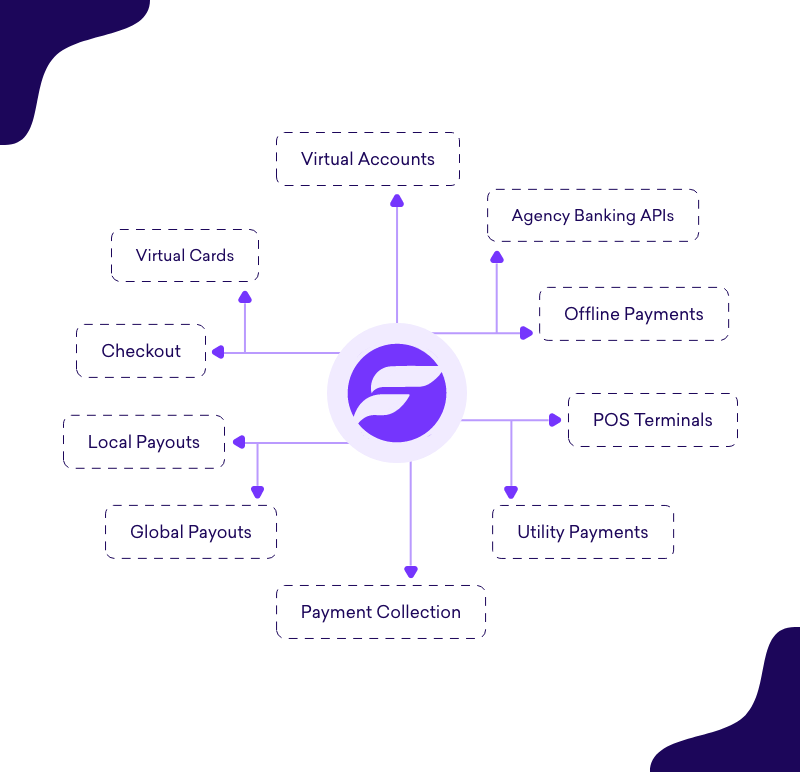 Virtual Accounts
Agency Banking APIs
Virtual Cards
Offline Payments
Checkout
POS Terminals
Local Payouts
Global Payouts
Utility Payments
Payment Collection